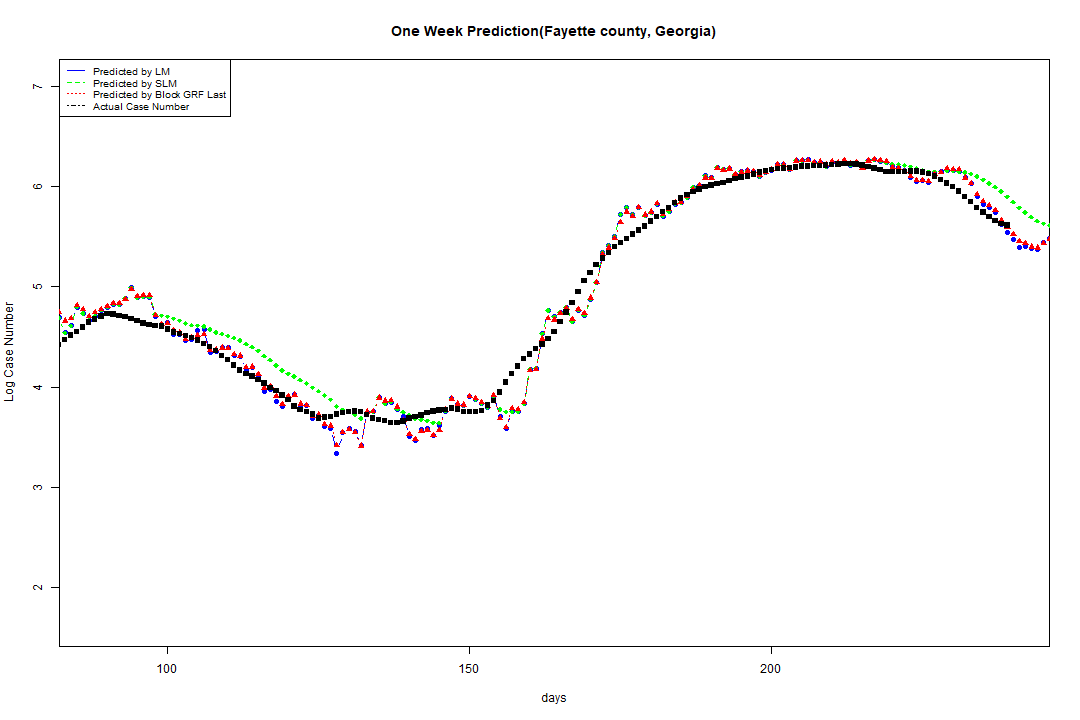 One Week Prediction(Fayette county, Georgia)
Predicted by LM
Predicted by SLM
Predicted by Block GRF Last
Actual Case Number
7
6
5
4
3
2
Log Case Number
100 150 200
days